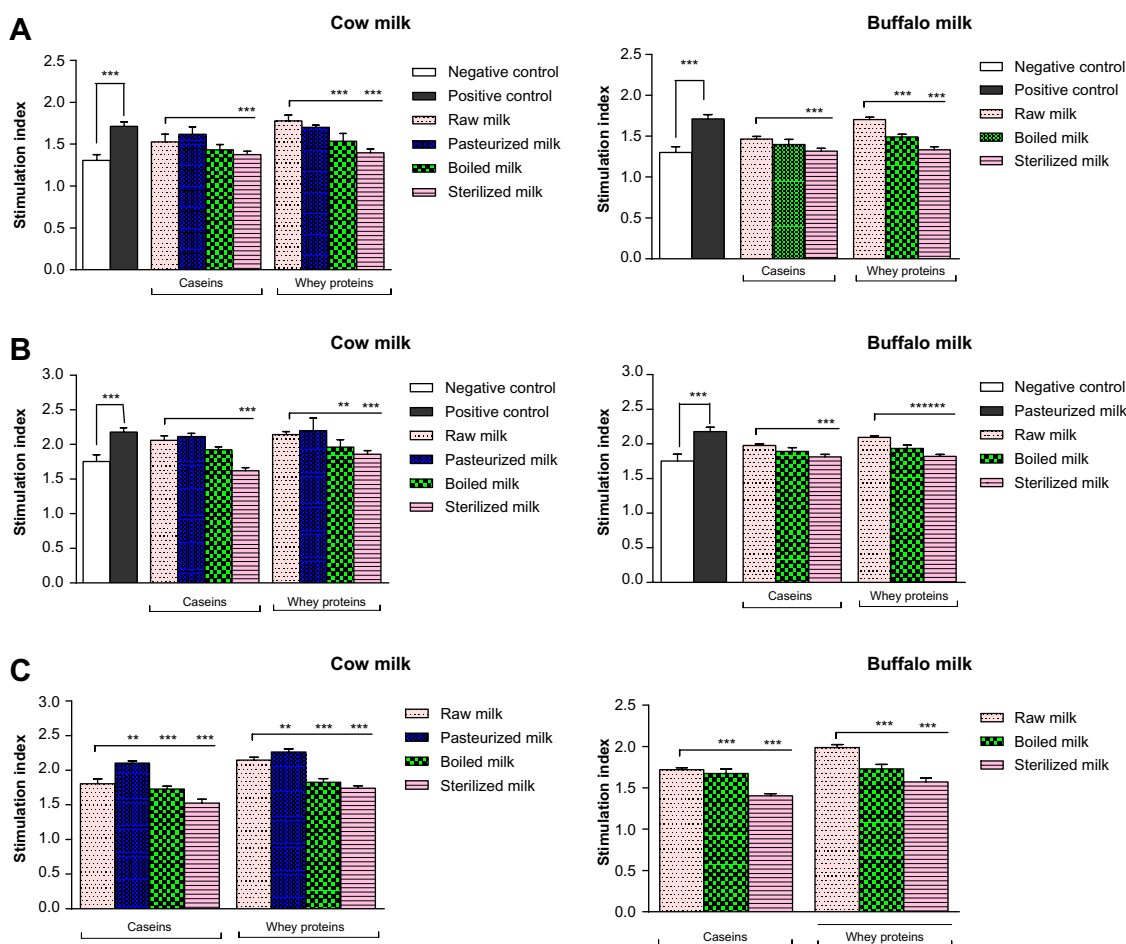 A
Cow milk
Stimulation index
2.5
2.0
1.5
1.0
0.5
0.0
***
***
*** ***
Caseins
Whey proteins
Negative control
Positive control
Raw milk
Pasteurized milk
Boiled milk
Sterilized milk
Buffalo milk
Stimulation index
2.5
2.0
1.5
1.0
0.5
0.0
***
***
*** ***
Caseins
Whey proteins
Negative control
Positive control
Raw milk
Boiled milk
Sterilized milk
B
Cow milk
Stimulation index
3.0
2.5
2.0
1.5
1.0
0.5
0.0
***
***
** ***
Caseins
Whey proteins
Negative control
Positive control
Raw milk
Pasteurized milk
Boiled milk
Sterilized milk
Buffalo milk
Stimulation index
3.0
2.5
2.0
1.5
1.0
0.5
0.0
***
***
******
Caseins
Whey proteins
Negative control
Pasteurized milk
Raw milk
Boiled milk
Sterilized milk
C
Cow milk
Stimulation index
3.0
2.5
2.0
1.5
1.0
0.5
0.0
** *** ***
** *** ***
Caseins
Whey proteins
Raw milk
Pasteurized milk
Boiled milk
Sterilized milk
Buffalo milk
Stimulation index
2.5
2.0
1.5
1.0
0.5
0.0
*** ***
*** ***
Caseins
Whey proteins
Raw milk
Boiled milk
Sterilized milk